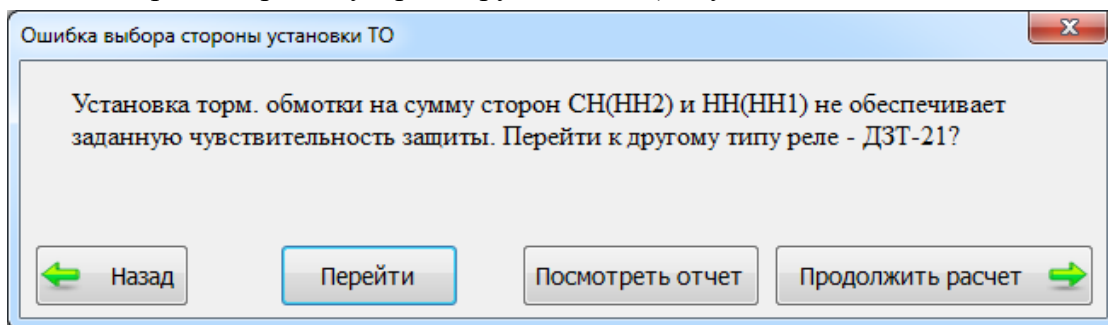 Ошибка выбора стороны установки ТО
Установка торм. обмотки на сумму сторон СН(НН2) и НН(НН1) не обеспечивает
заданную чувствительность защиты. Перейти к другому типу реле - ДЗТ-21?
Назад Перейти Посмотреть отчет Продолжить расчет